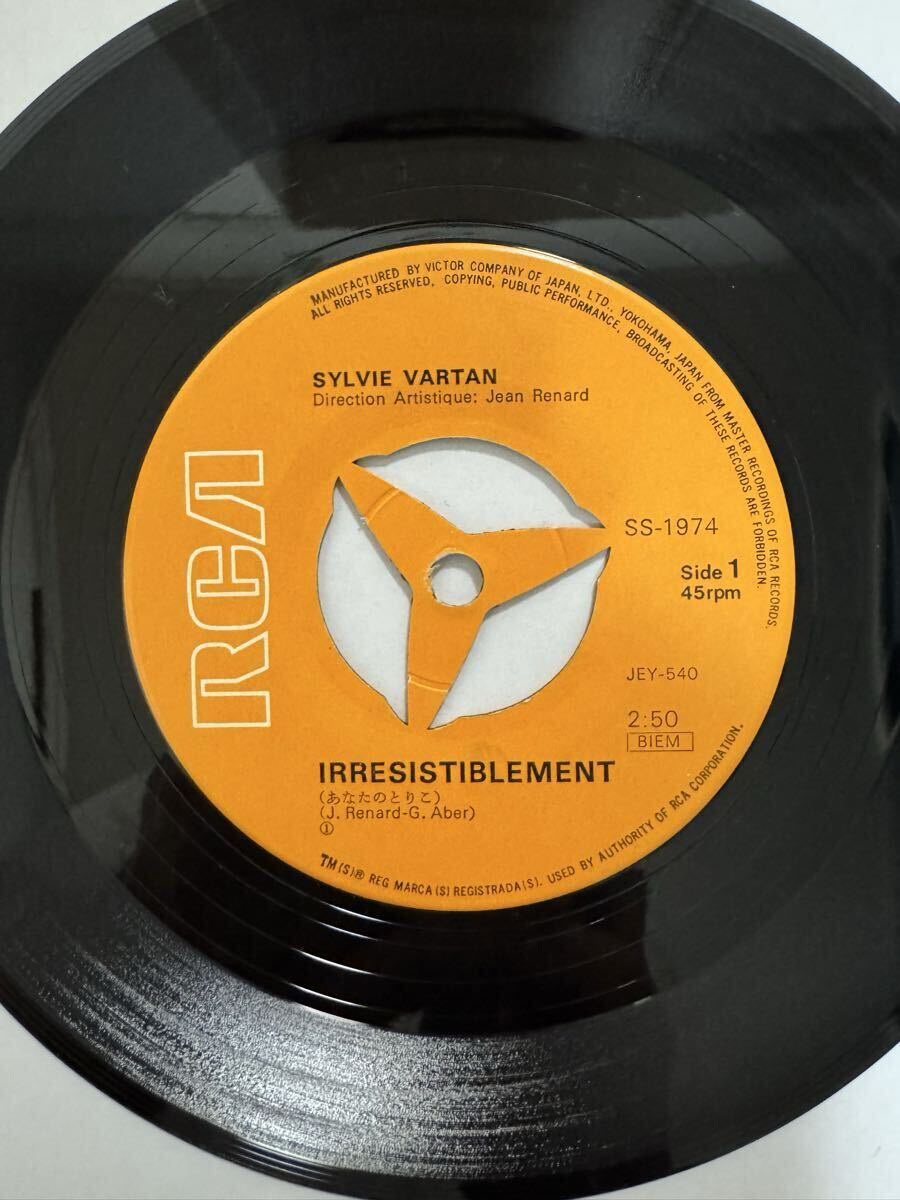 MANUFACTURED BY VICTOR COMPANY OF JAPAN, LTD., YOKOHAMA, JAPAN FROM MASTER RECORDINGS OF RCA RECORDS.
ALL RIGHTS RESERVED, COPYING, PUBLIC PERFORMANCE, BROADCASTING OF THESE RECORDS ARE FORBIDDEN.
SYLVIE VARTAN
Direction Artistique: Jean Renard
RCA
SS-1974
Side 1
45rpm
JEY-540
2:50
BIEM
IRRESISTIBLEMENT
(あなたのとりこ)
(J. Renard-G. Aber)
①
TM(S)® REG MARCA(S) REGISTRADA(S). USED BY AUTHORITY OF RCA CORPORATION.